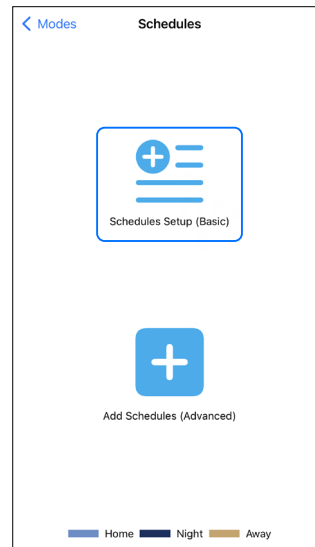 Modes
Schedules
Schedules Setup (Basic)
Add Schedules (Advanced)
Home Night Away